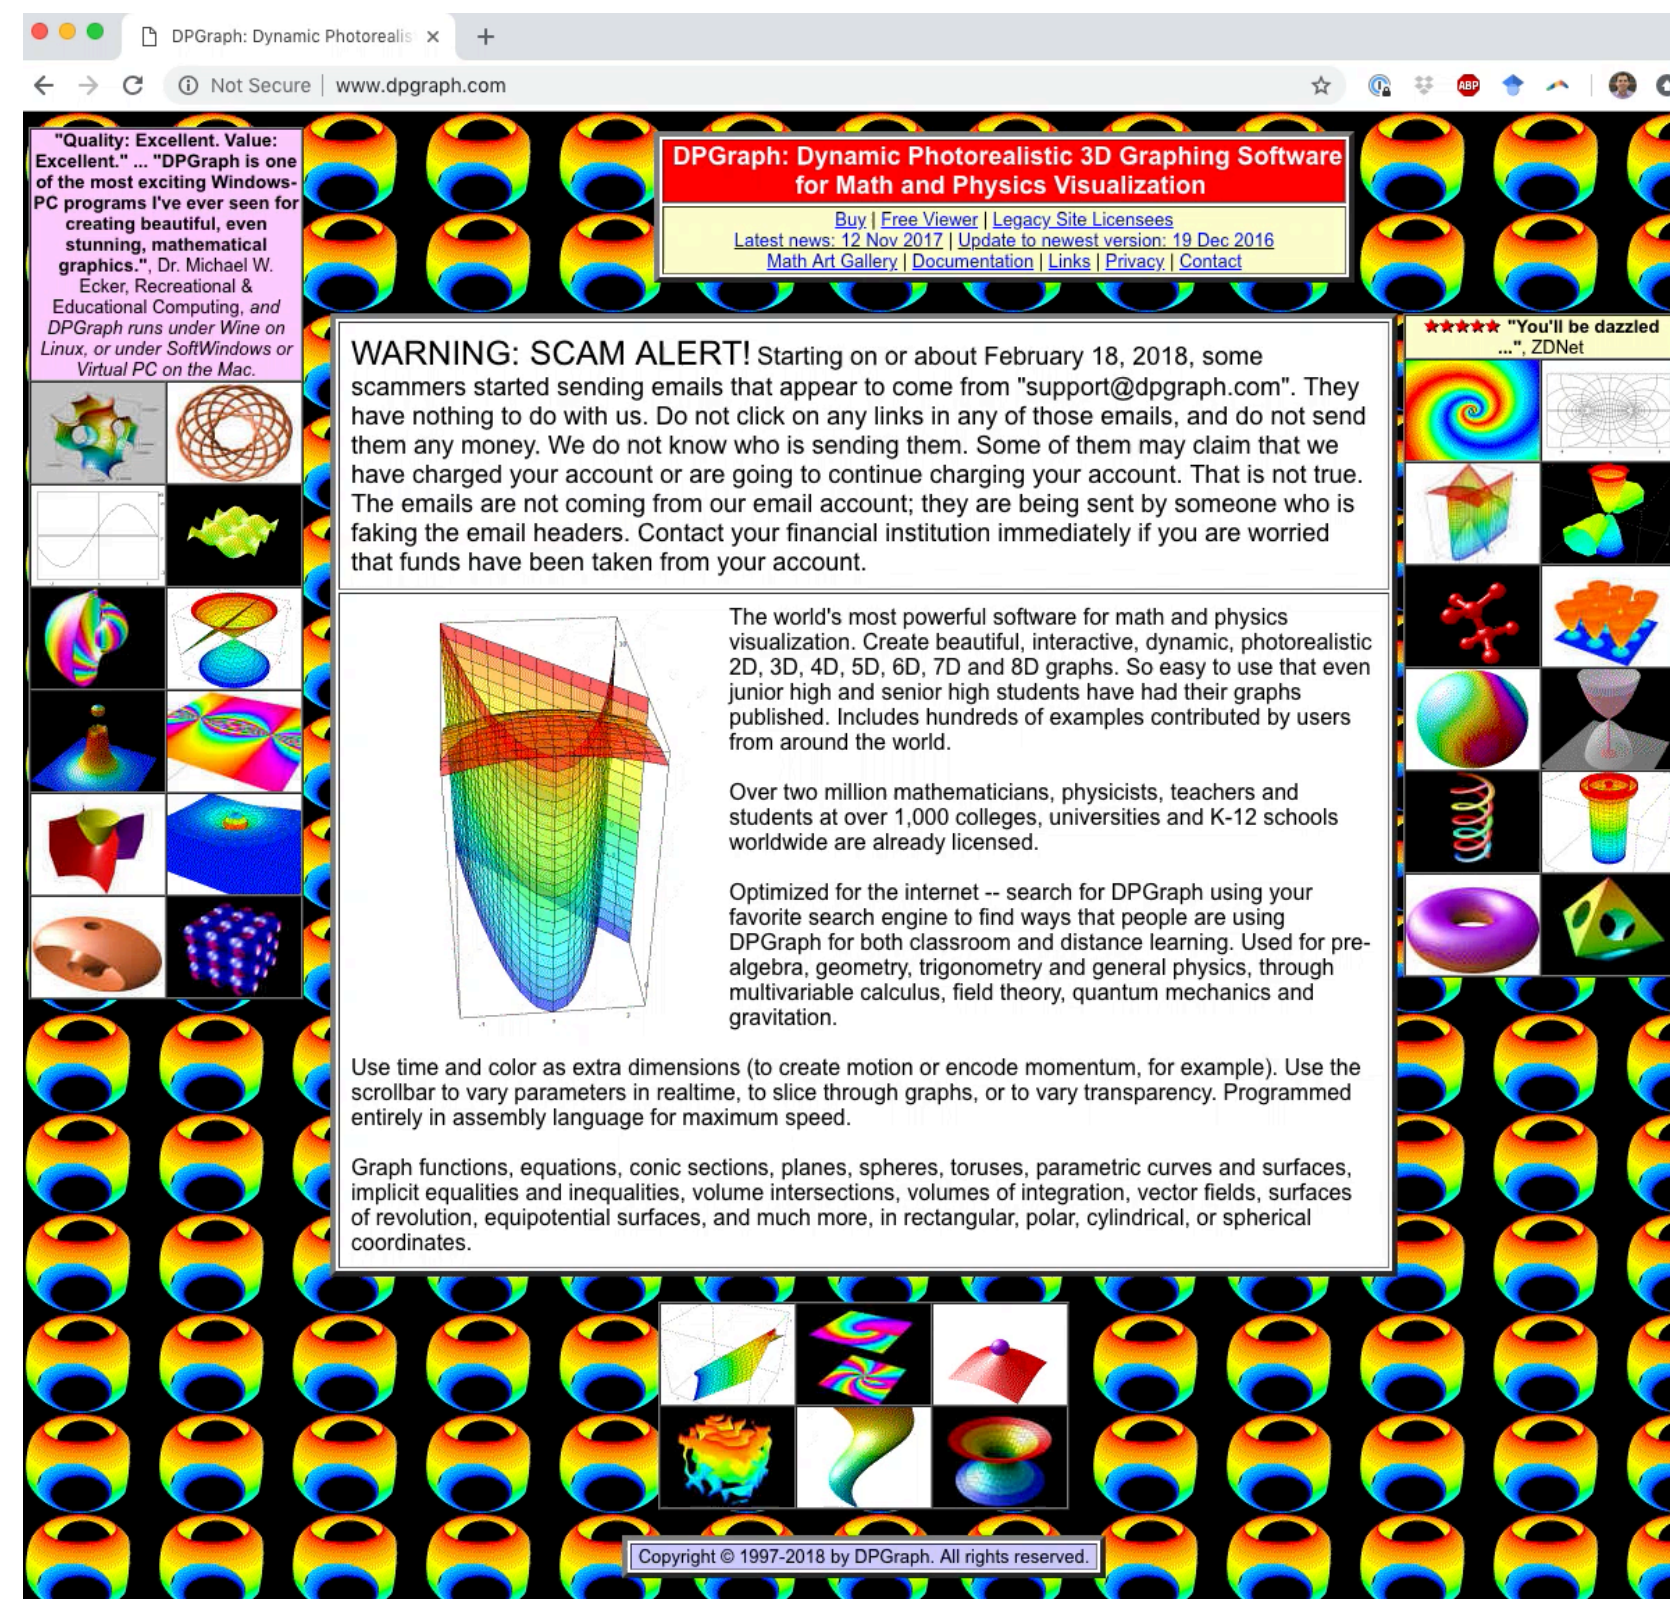 DPGraph: Dynamic Photorealis
Not Secure | www.dpgraph.com
ABP
"Quality: Excellent. Value:
Excellent." ... "DPGraph is one
of the most exciting Windows-
PC programs I've ever seen for
creating beautiful, even
stunning, mathematical
graphics.", Dr. Michael W.
Ecker, Recreational &
Educational Computing, and
DPGraph runs under Wine on
Linux, or under SoftWindows or
Virtual PC on the Mac.
DPGraph: Dynamic Photorealistic 3D Graphing Software
for Math and Physics Visualization
Buy | Free Viewer | Legacy Site Licensees
Latest news: 12 Nov 2017 | Update to newest version: 19 Dec 2016
Math Art Gallery | Documentation | Links | Privacy | Contact
WARNING: SCAM ALERT! Starting on or about February 18, 2018, some
scammers started sending emails that appear to come from "support@dpgraph.com". They
have nothing to do with us. Do not click on any links in any of those emails, and do not send
them any money. We do not know who is sending them. Some of them may claim that we
have charged your account or are going to continue charging your account. That is not true.
The emails are not coming from our email account; they are being sent by someone who is
faking the email headers. Contact your financial institution immediately if you are worried
that funds have been taken from your account.
The world's most powerful software for math and physics
visualization. Create beautiful, interactive, dynamic, photorealistic
2D, 3D, 4D, 5D, 6D, 7D and 8D graphs. So easy to use that even
junior high and senior high students have had their graphs
published. Includes hundreds of examples contributed by users
from around the world.
Over two million mathematicians, physicists, teachers and
students at over 1,000 colleges, universities and K-12 schools
worldwide are already licensed.
Optimized for the internet -- search for DPGraph using your
favorite search engine to find ways that people are using
DPGraph for both classroom and distance learning. Used for pre-
algebra, geometry, trigonometry and general physics, through
multivariable calculus, field theory, quantum mechanics and
gravitation.
Use time and color as extra dimensions (to create motion or encode momentum, for example). Use the
scrollbar to vary parameters in realtime, to slice through graphs, or to vary transparency. Programmed
entirely in assembly language for maximum speed.
Graph functions, equations, conic sections, planes, spheres, toruses, parametric curves and surfaces,
implicit equalities and inequalities, volume intersections, volumes of integration, vector fields, surfaces
of revolution, equipotential surfaces, and much more, in rectangular, polar, cylindrical, or spherical
coordinates.
★★★★★ "You'll be dazzled
...", ZDNet
Copyright © 1997-2018 by DPGraph. All rights reserved.